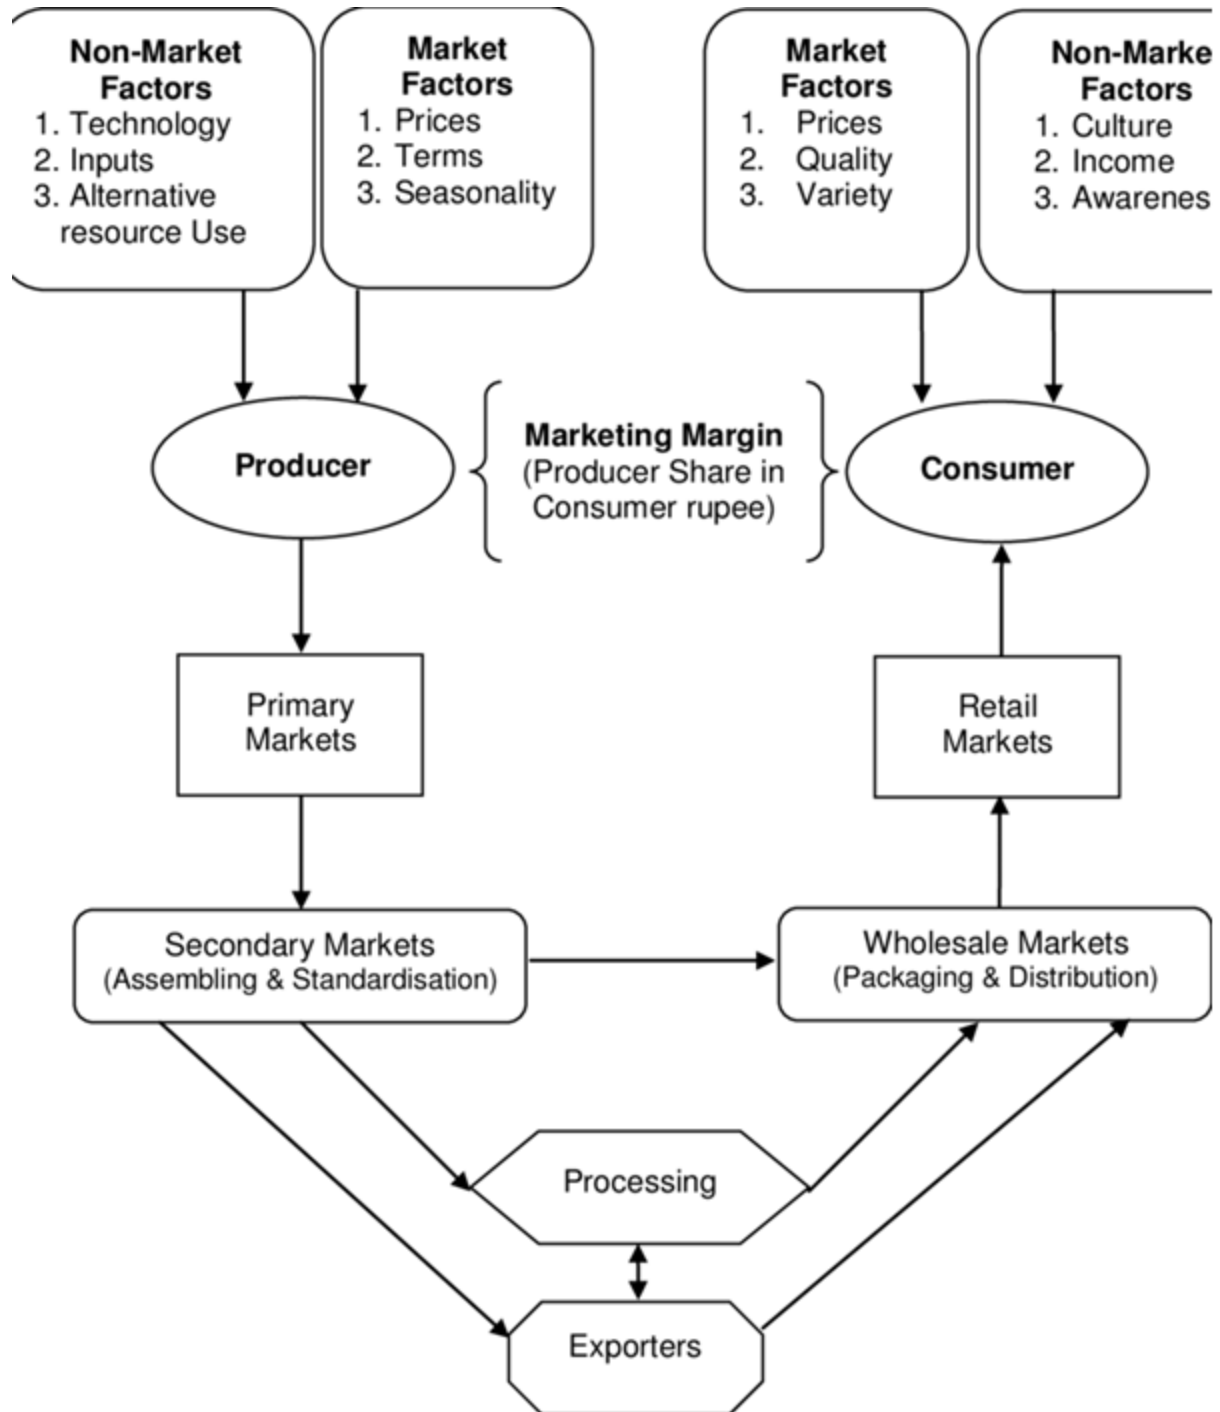 Non-Market
Factors
1. Technology
2. Inputs
3. Alternative
resource Use
Market
Factors
1. Prices
2. Terms
3. Seasonality
Market
Factors
1. Prices
2. Quality
3. Variety
Non-Marke
Factors
1. Culture
2. Income
3. Awarenes
Producer
Marketing Margin
(Producer Share in
Consumer rupee)
Consumer
Primary
Markets
Retail
Markets
Secondary Markets
(Assembling & Standardisation)
Wholesale Markets
(Packaging & Distribution)
Processing
Exporters